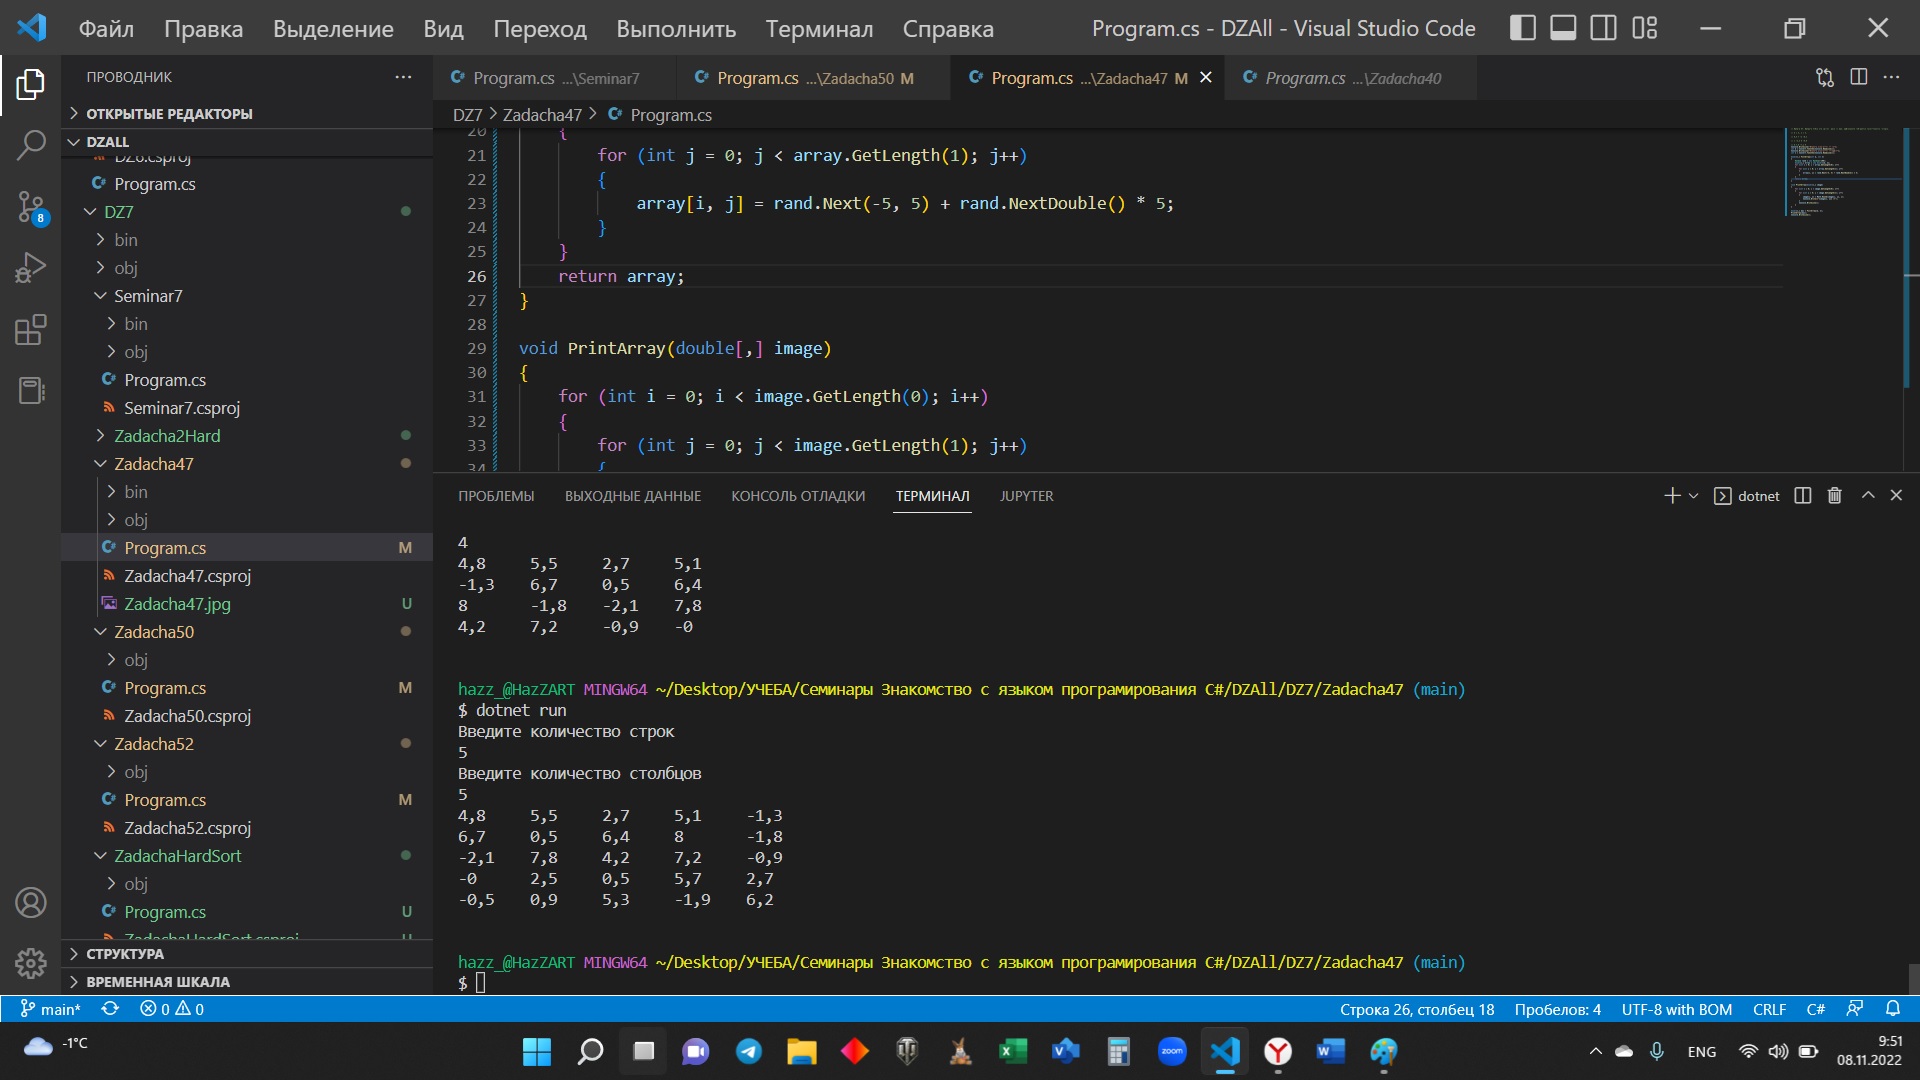 Файл Правка Выделение Вид Переход Выполнить Терминал Справка Program.cs - DZAll - Visual Studio Code
ПРОВОДНИК
ОТКРЫТЫЕ РЕДАКТОРЫ
DZALL
DZ6.csproj
Program.cs
DZ7
bin
obj
Seminar7
bin
obj
Program.cs
Seminar7.csproj
Zadacha2Hard
Zadacha47
bin
obj
Program.cs M
Zadacha47.csproj
Zadacha47.jpg U
Zadacha50
obj
Program.cs M
Zadacha50.csproj
Zadacha52
obj
Program.cs M
Zadacha52.csproj
ZadachaHardSort
obj
Program.cs U
ZadachaHardSort.csproj U
СТРУКТУРА
ВРЕМЕННАЯ ШКАЛА
8
Program.cs ...\Seminar7 Program.cs ...\Zadacha50 M Program.cs ...\Zadacha47 M Program.cs ...\Zadacha40
DZ7 > Zadacha47 > Program.cs
20 {
21 for (int j = 0; j < array.GetLength(1); j++)
22 {
23 array[i, j] = rand.Next(-5, 5) + rand.NextDouble() * 5;
24 }
25 }
26 return array;
27 }
28
29 void PrintArray(double[,] image)
30 {
31 for (int i = 0; i < image.GetLength(0); i++)
32 {
33 for (int j = 0; j < image.GetLength(1); j++)
34 {
ПРОБЛЕМЫ ВЫХОДНЫЕ ДАННЫЕ КОНСОЛЬ ОТЛАДКИ ТЕРМИНАЛ JUPYTER dotnet
4
4,8 5,5 2,7 5,1
-1,3 6,7 0,5 6,4
8 -1,8 -2,1 7,8
4,2 7,2 -0,9 -0
hazz_@HazZART MINGW64 ~/Desktop/УЧЕБА/Семинары Знакомство с языком програмирования C#/DZAll/DZ7/Zadacha47 (main)
$ dotnet run
Введите количество строк
5
Введите количество столбцов
5
4,8 5,5 2,7 5,1 -1,3
6,7 0,5 6,4 8 -1,8
-2,1 7,8 4,2 7,2 -0,9
-0 2,5 0,5 5,7 2,7
-0,5 0,9 5,3 -1,9 6,2
hazz_@HazZART MINGW64 ~/Desktop/УЧЕБА/Семинары Знакомство с языком програмирования C#/DZAll/DZ7/Zadacha47 (main)
$
main* 0 0 Строка 26, столбец 18 Пробелов: 4 UTF-8 with BOM CRLF C#
-1°C zoom ENG 9:51
08.11.2022